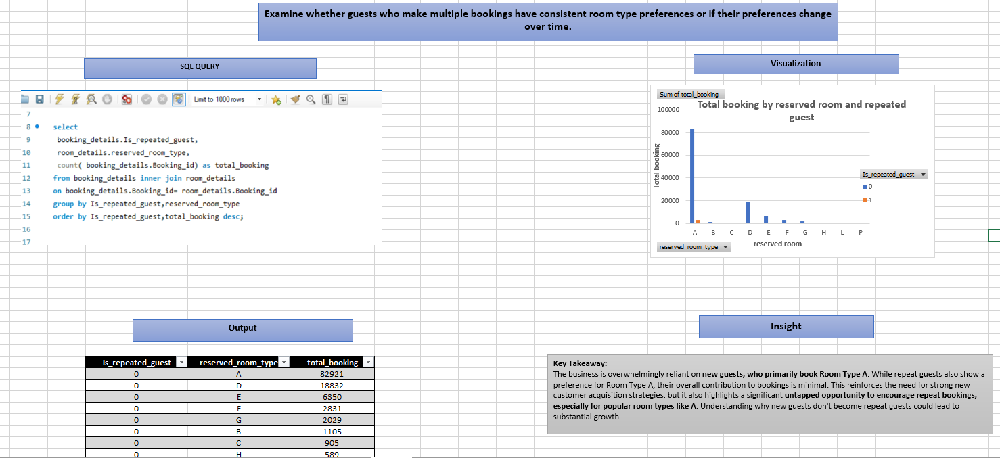 Examine whether guests who make multiple bookings have consistent room type preferences or if their preferences change
over time.
SQL QUERY
Limit to 1000 rows
7
8 select
9 booking_details.Is_repeated_guest,
10 room_details.reserved_room_type,
11 count( booking_details.Booking_id) as total_booking
12 from booking_details inner join room_details
13 on booking_details.Booking_id= room_details.Booking_id
14 group by Is_repeated_guest,reserved_room_type
15 order by Is_repeated_guest,total_booking desc;
16
17
Visualization
Sum of total_booking
Total booking by reserved room and repeated
guest
100000
80000
60000
40000
20000
0
Total booking
A B C D E F G H L P
reserved room
reserved_room_type
Is_repeated_guest
0
1
Output
Is_repeated_guest reserved_room_type total_booking
0 A 82921
0 D 18832
0 E 6350
0 F 2831
0 G 2029
0 B 1105
0 C 905
0 H 589
Insight
Key Takeaway:
The business is overwhelmingly reliant on new guests, who primarily book Room Type A. While repeat guests also show a
preference for Room Type A, their overall contribution to bookings is minimal. This reinforces the need for strong new
customer acquisition strategies, but it also highlights a significant untapped opportunity to encourage repeat bookings,
especially for popular room types like A. Understanding why new guests don't become repeat guests could lead to
substantial growth.